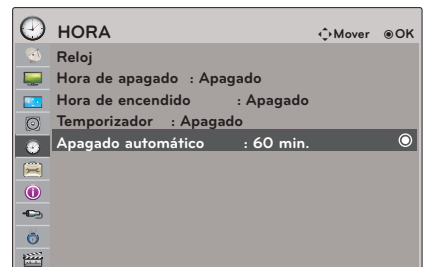 HORA Mover OK
Reloj
Hora de apagado : Apagado
Hora de encendido : Apagado
Temporizador : Apagado
Apagado automático : 60 min.